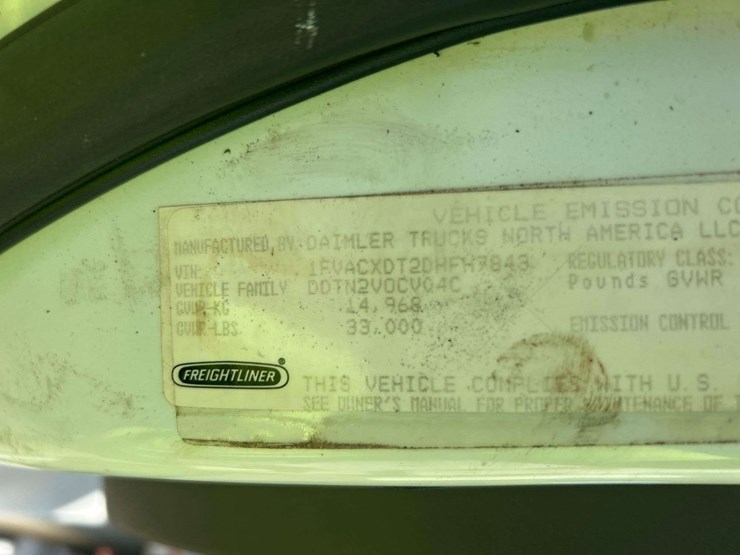 VEHICLE EMISSION CO
MANUFACTURED BY: DAIMLER TRUCKS NORTH AMERICA LLC
VIN: 1FVACXDT2DHFH7843 REGULATORY CLASS:
VEHICLE FAMILY DDTN2VOCV04C Pounds GVWR
GVWR-KG 14,968
GVWR-LBS 33,000 EMISSION CONTROL
FREIGHTLINER®
THIS VEHICLE COMPLIES WITH U.S.
SEE OWNER'S MANUAL FOR PROPER MAINTENANCE OF T